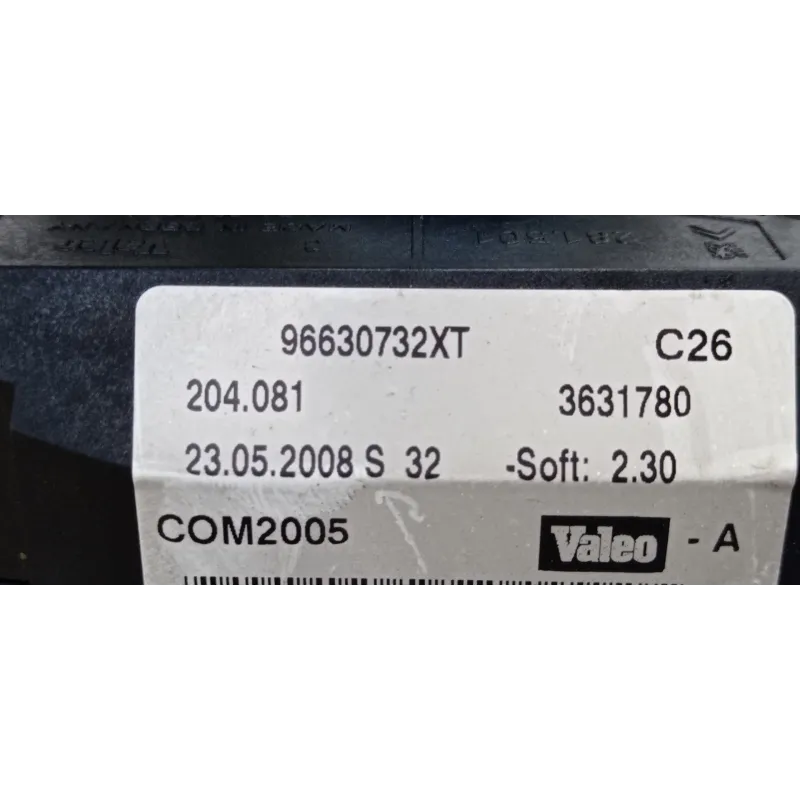 96630732XT C26
204.081 3631780
23.05.2008 S 32 -Soft: 2.30
COM2005 Valeo - A